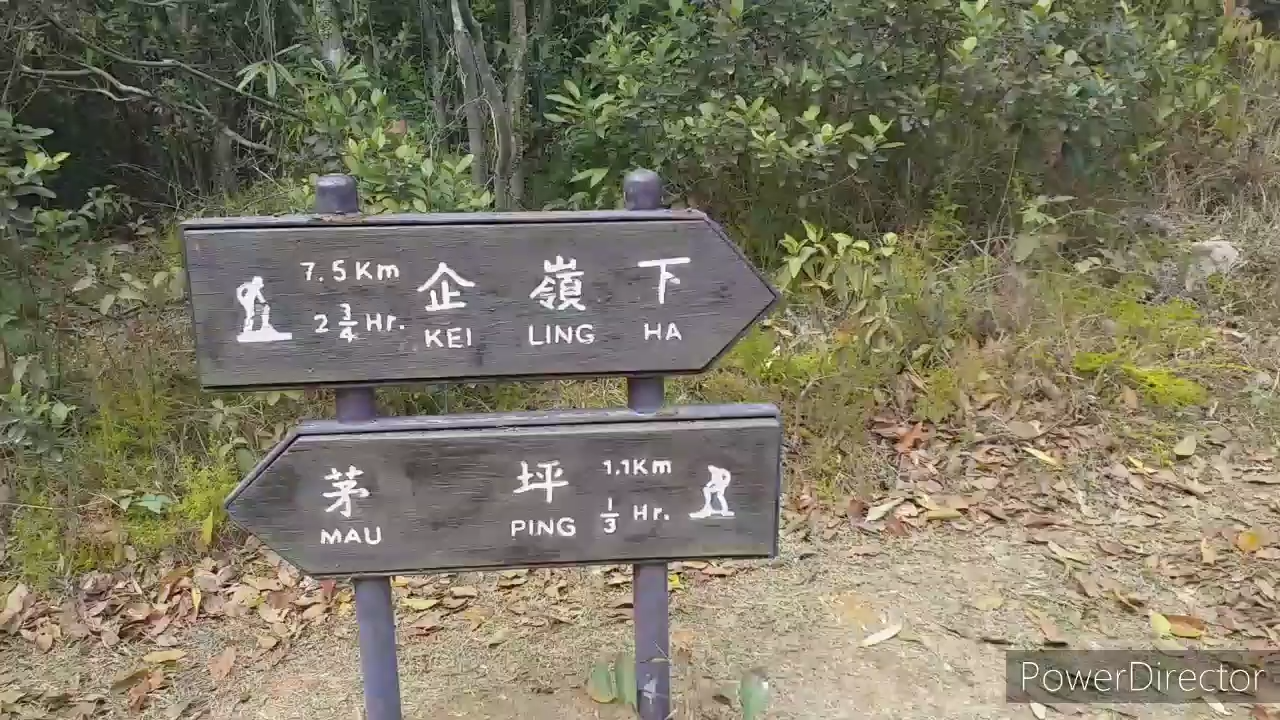 7.5 Km
2 3/4 Hr.
企 嶺 下
KEI LING HA
茅 坪
MAU PING
1.1 Km
1/3 Hr.
PowerDirector